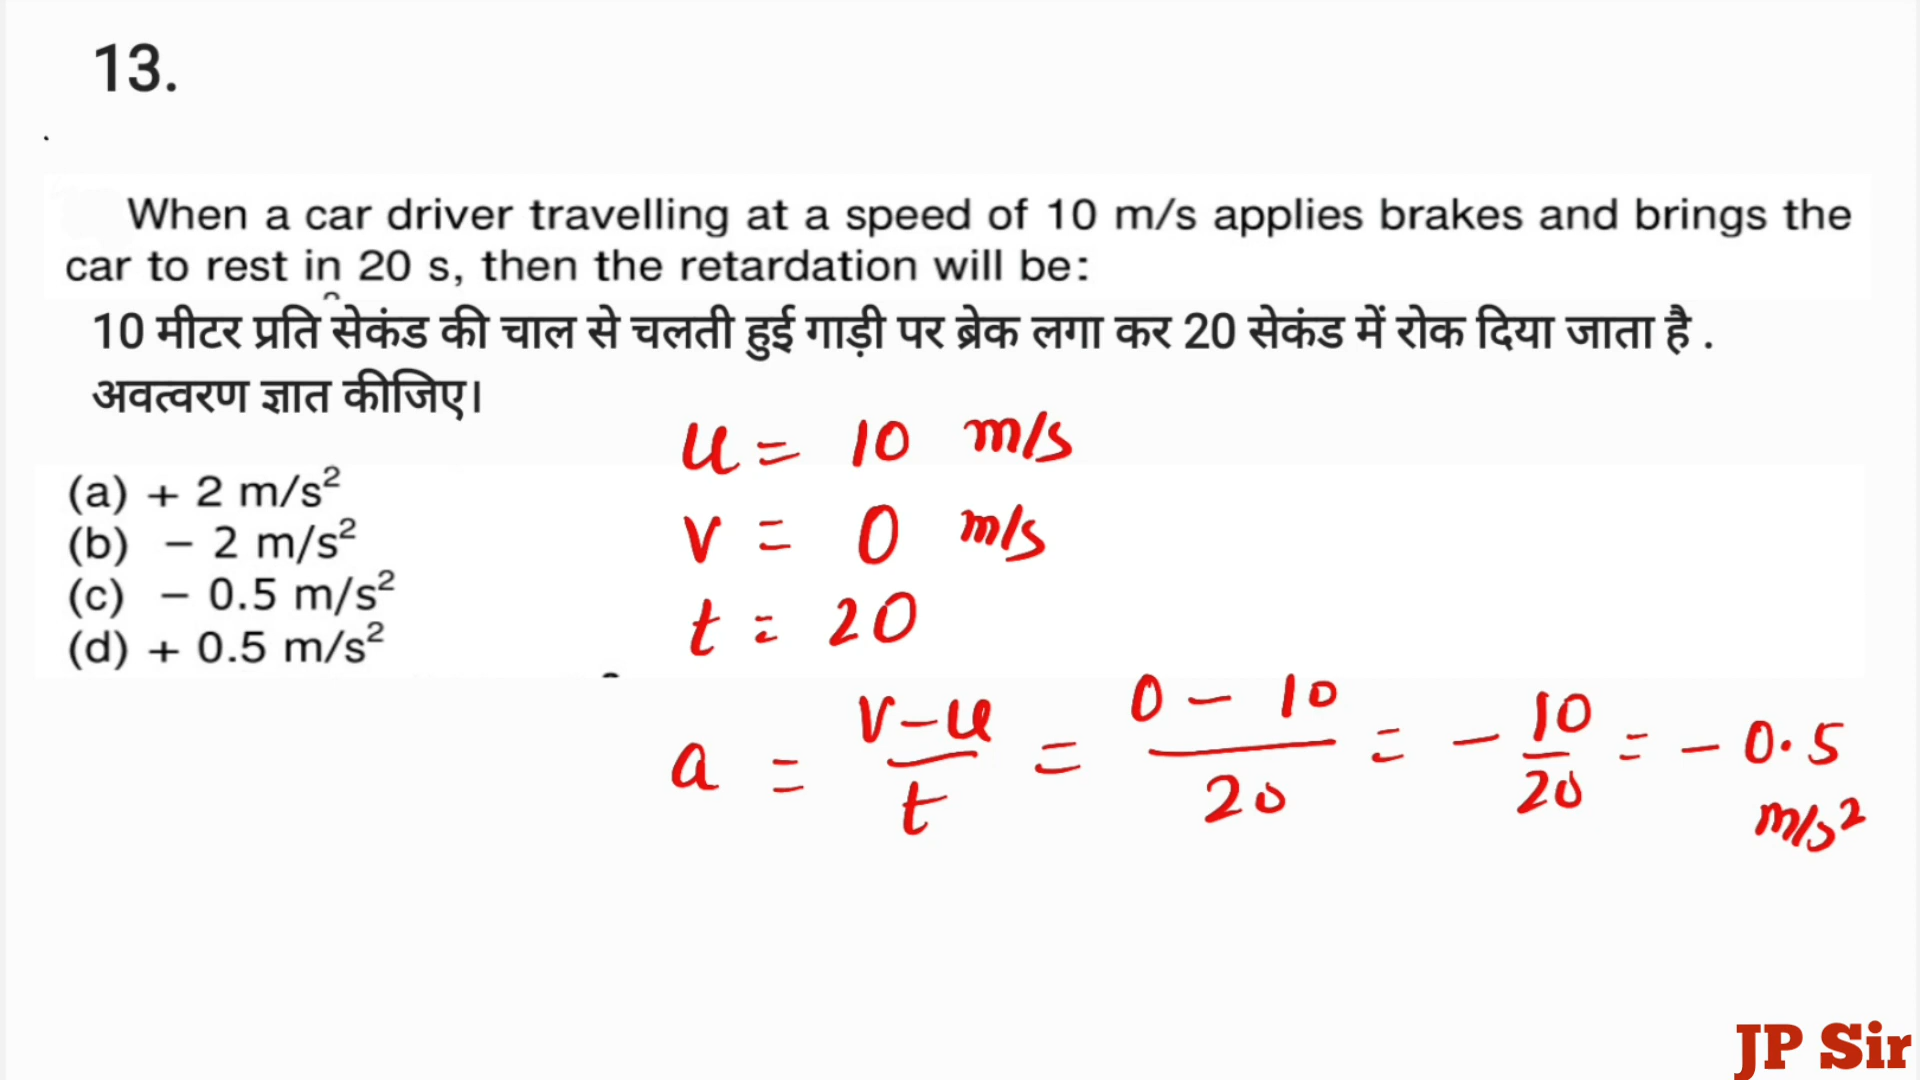 13.
When a car driver travelling at a speed of 10 m/s applies brakes and brings the
car to rest in 20 s, then the retardation will be:
10 मीटर प्रति सेकंड की चाल से चलती हुई गाड़ी पर ब्रेक लगा कर 20 सेकंड में रोक दिया जाता है .
अवत्वरण ज्ञात कीजिए।
(a) + 2 m/s²
(b) – 2 m/s²
(c) – 0.5 m/s²
(d) + 0.5 m/s²
u = 10 m/s
v = 0 m/s
t = 20
a = v-u/t = 0 - 10/20 = - 10/20 = - 0.5 m/s²
JP Sir